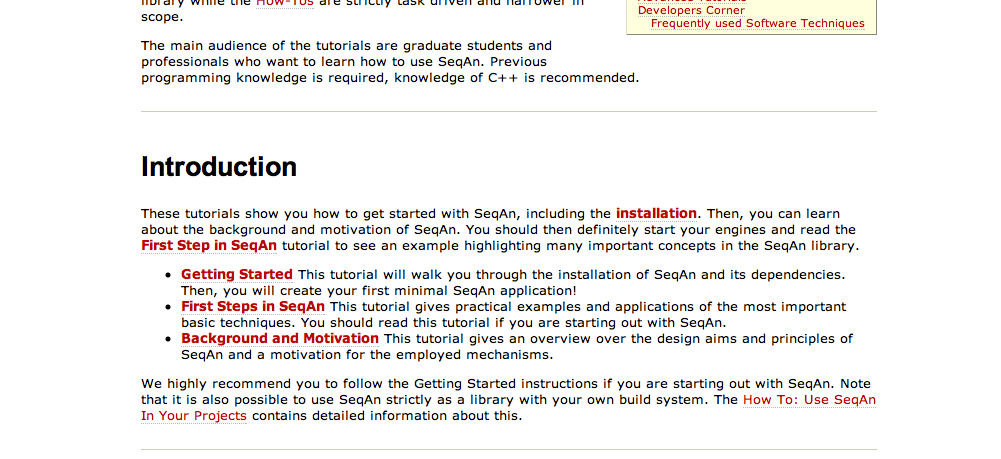 library while the How-Tos are strictly task driven and narrower in
scope.
Advanced Tutorials
Developers Corner
Frequently used Software Techniques
The main audience of the tutorials are graduate students and
professionals who want to learn how to use SeqAn. Previous
programming knowledge is required, knowledge of C++ is recommended.
Introduction
These tutorials show you how to get started with SeqAn, including the installation. Then, you can learn
about the background and motivation of SeqAn. You should then definitely start your engines and read the
First Step in SeqAn tutorial to see an example highlighting many important concepts in the SeqAn library.
• Getting Started This tutorial will walk you through the installation of SeqAn and its dependencies.
Then, you will create your first minimal SeqAn application!
• First Steps in SeqAn This tutorial gives practical examples and applications of the most important
basic techniques. You should read this tutorial if you are starting out with SeqAn.
• Background and Motivation This tutorial gives an overview over the design aims and principles of
SeqAn and a motivation for the employed mechanisms.
We highly recommend you to follow the Getting Started instructions if you are starting out with SeqAn. Note
that it is also possible to use SeqAn strictly as a library with your own build system. The How To: Use SeqAn
In Your Projects contains detailed information about this.